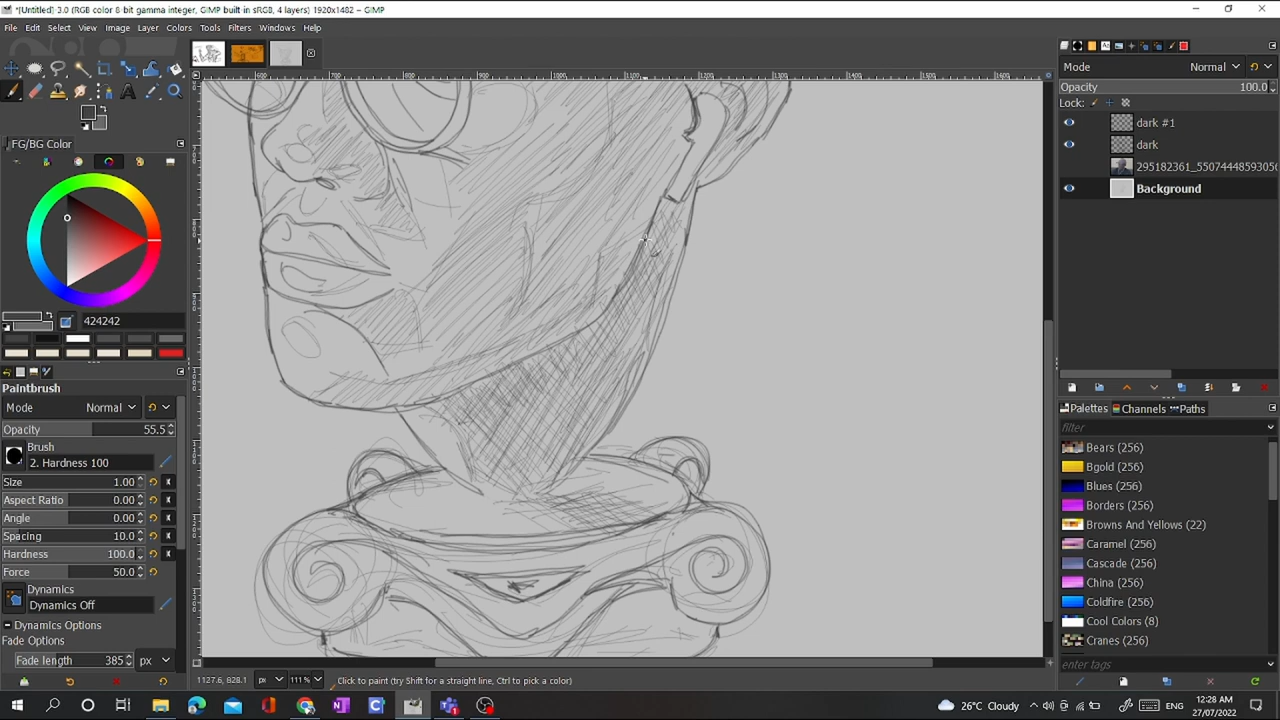 *[Untitled] 3.0 (RGB color 8-bit gamma integer, GIMP built in sRGB, 4 layers) 1920x1482 – GIMP
File Edit Select View Image Layer Colors Tools Filters Windows Help
FG/BG Color
424242
Paintbrush
Mode Normal
Opacity 55.5
Brush
2. Hardness 100
Size 1.00
Aspect Ratio 0.00
Angle 0.00
Spacing 10.0
Hardness 100.0
Force 50.0
Dynamics
Dynamics Off
Dynamics Options
Fade Options
Fade length 385 px
1127.6, 828.1 px 111% Click to paint (try Shift for a straight line, Ctrl to pick a color)
Mode Normal
Opacity 100.0
Lock:
dark #1
dark
295182361_55074448593056
Background
Palettes Channels Paths
filter
Bears (256)
Bgold (256)
Blues (256)
Borders (256)
Browns And Yellows (22)
Caramel (256)
Cascade (256)
China (256)
Coldfire (256)
Cool Colors (8)
Cranes (256)
enter tags
26°C Cloudy
12:28 AM
27/07/2022